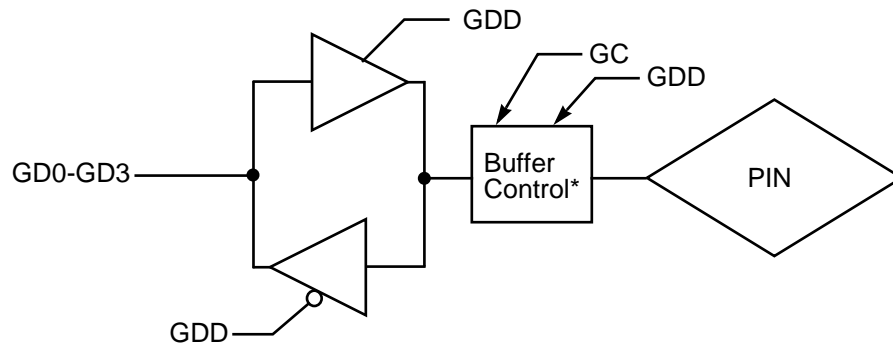 GDD
GC
GDD
GD0-GD3
Buffer
Control*
PIN
GDD